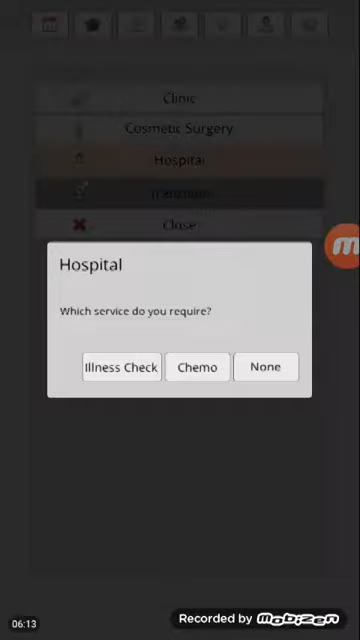 Clinic
Cosmetic Surgery
Hospital
Close
Hospital
Which service do you require?
Illness Check
Chemo
None
06:13
Recorded by mobizen